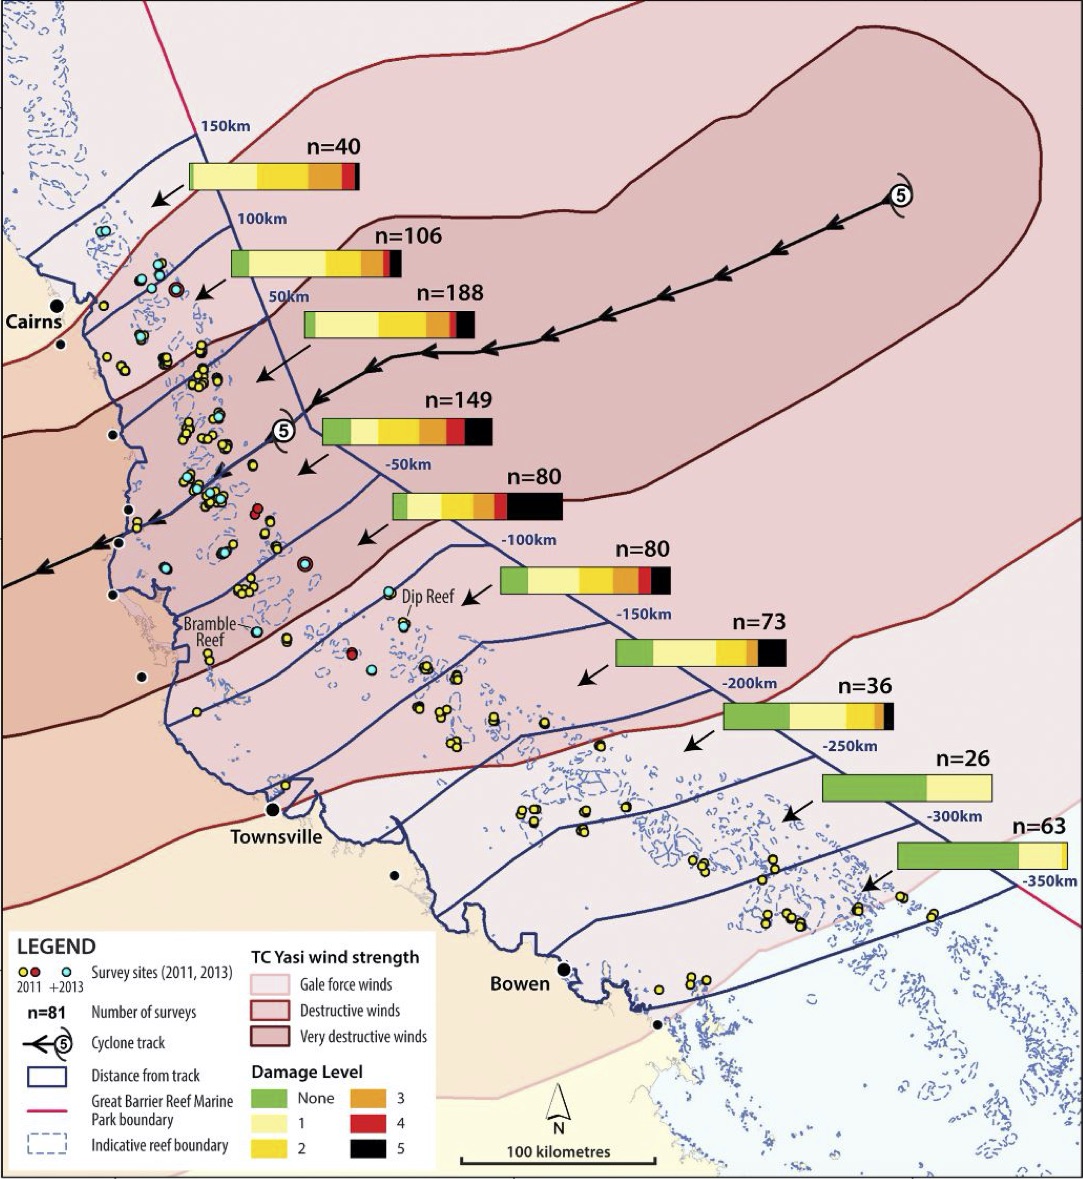 150km
n=40
100km
n=106
50km
n=188
5
Cairns
n=149
5
-50km
n=80
-100km
n=80
Dip Reef
-150km
Bramble
Reef
n=73
-200km
n=36
-250km
n=26
-300km
Townsville
n=63
-350km
Bowen
LEGEND
Survey sites (2011, 2013)
2011 +2013
n=81 Number of surveys
5 Cyclone track
Distance from track
Great Barrier Reef Marine
Park boundary
Indicative reef boundary
TC Yasi wind strength
Gale force winds
Destructive winds
Very destructive winds
Damage Level
None 3
1 4
2 5
N
100 kilometres